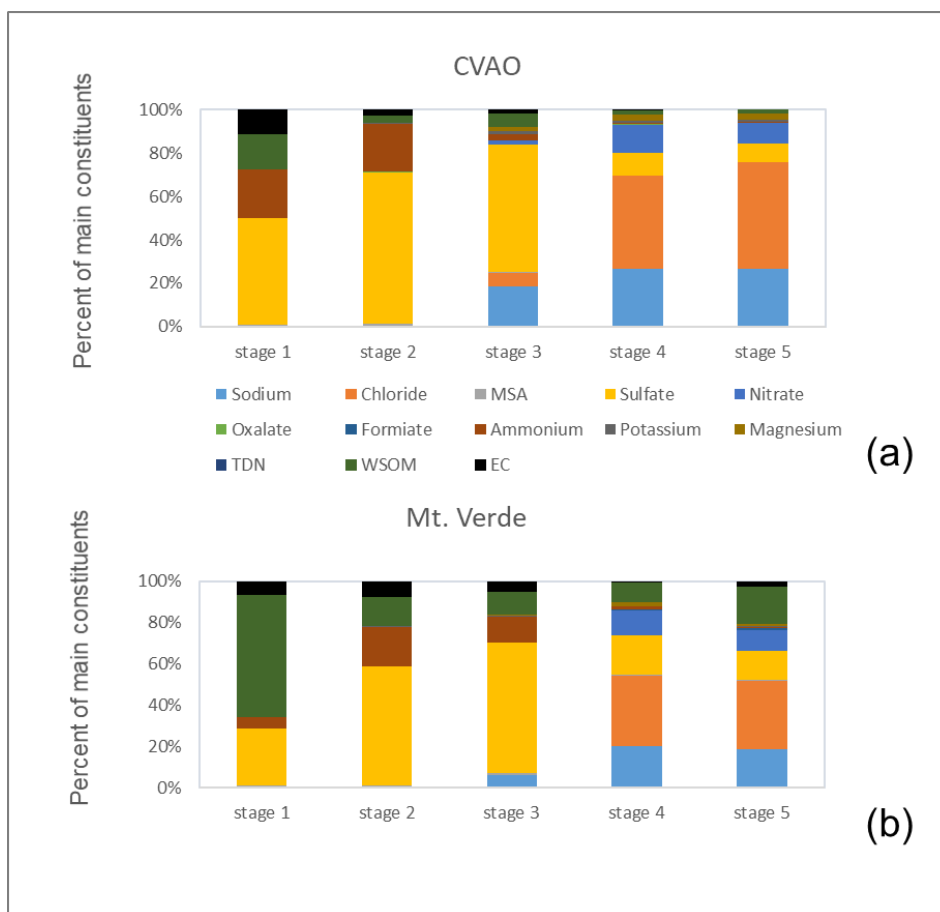 CVAO
Percent of main constituents
100%
80%
60%
40%
20%
0%
stage 1 stage 2 stage 3 stage 4 stage 5
Sodium Chloride MSA Sulfate Nitrate
Oxalate Formiate Ammonium Potassium Magnesium
TDN WSOM EC
(a)
Mt. Verde
Percent of main constituents
100%
80%
60%
40%
20%
0%
stage 1 stage 2 stage 3 stage 4 stage 5
(b)